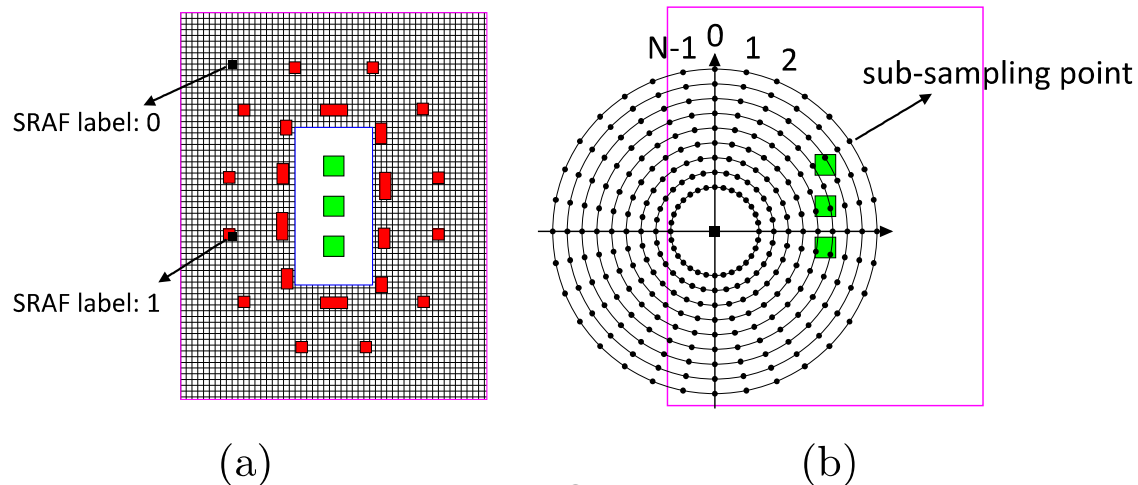 SRAF label: 0
SRAF label: 1
(a)
N-1 0 1 2
sub-sampling point
(b)